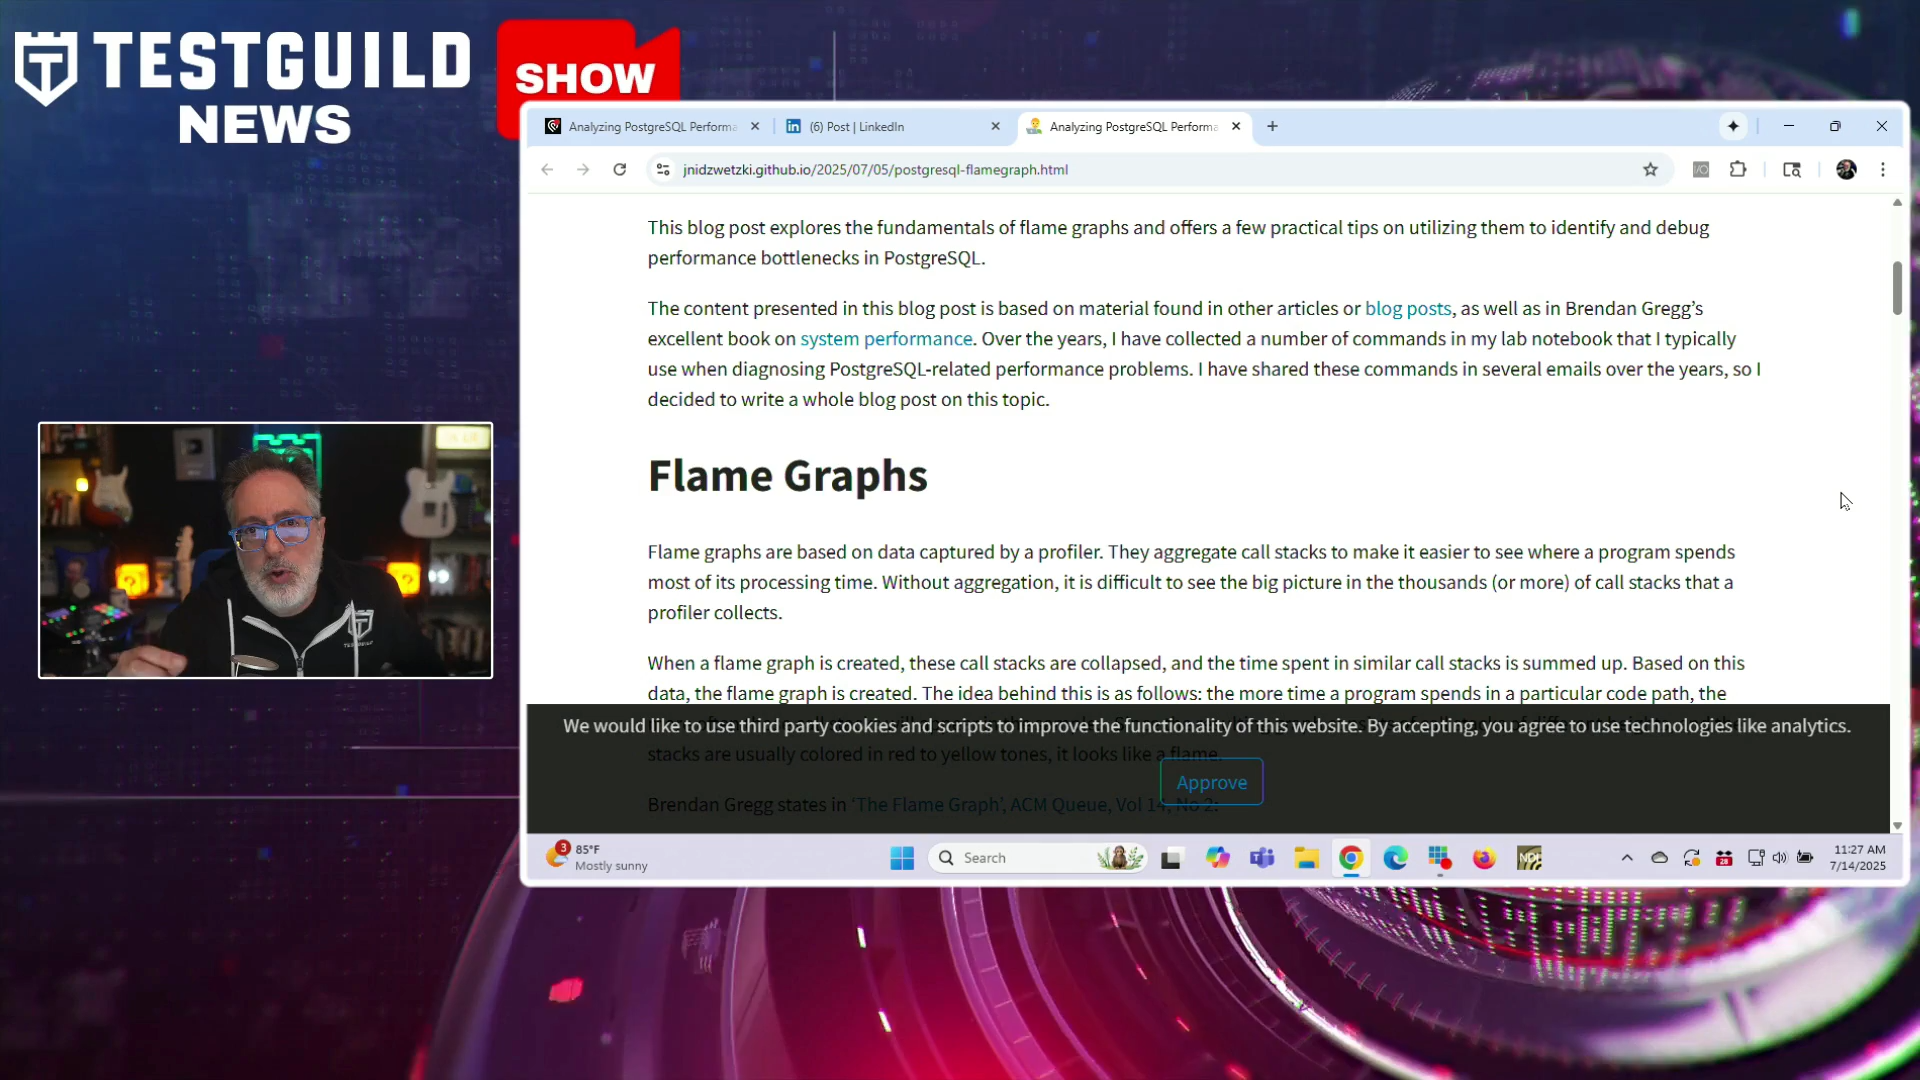 TESTGUILD
NEWS
SHOW
Analyzing PostgreSQL Performa
(6) Post | LinkedIn
Analyzing PostgreSQL Performa
jnidzwetzki.github.io/2025/07/05/postgresql-flamegraph.html
This blog post explores the fundamentals of flame graphs and offers a few practical tips on utilizing them to identify and debug
performance bottlenecks in PostgreSQL.
The content presented in this blog post is based on material found in other articles or blog posts, as well as in Brendan Gregg's
excellent book on system performance. Over the years, I have collected a number of commands in my lab notebook that I typically
use when diagnosing PostgreSQL-related performance problems. I have shared these commands in several emails over the years, so I
decided to write a whole blog post on this topic.
Flame Graphs
Flame graphs are based on data captured by a profiler. They aggregate call stacks to make it easier to see where a program spends
most of its processing time. Without aggregation, it is difficult to see the big picture in the thousands (or more) of call stacks that a
profiler collects.
When a flame graph is created, these call stacks are collapsed, and the time spent in similar call stacks is summed up. Based on this
data, the flame graph is created. The idea behind this is as follows: the more time a program spends in a particular code path, the
We would like to use third party cookies and scripts to improve the functionality of this website. By accepting, you agree to use technologies like analytics.
stacks are usually colored in red to yellow tones, it looks like a flame.
Approve
Brendan Gregg states in 'The Flame Graph', ACM Queue, Vol 14, No 2:
3
85°F
Mostly sunny
Search
28
11:27 AM
7/14/2025